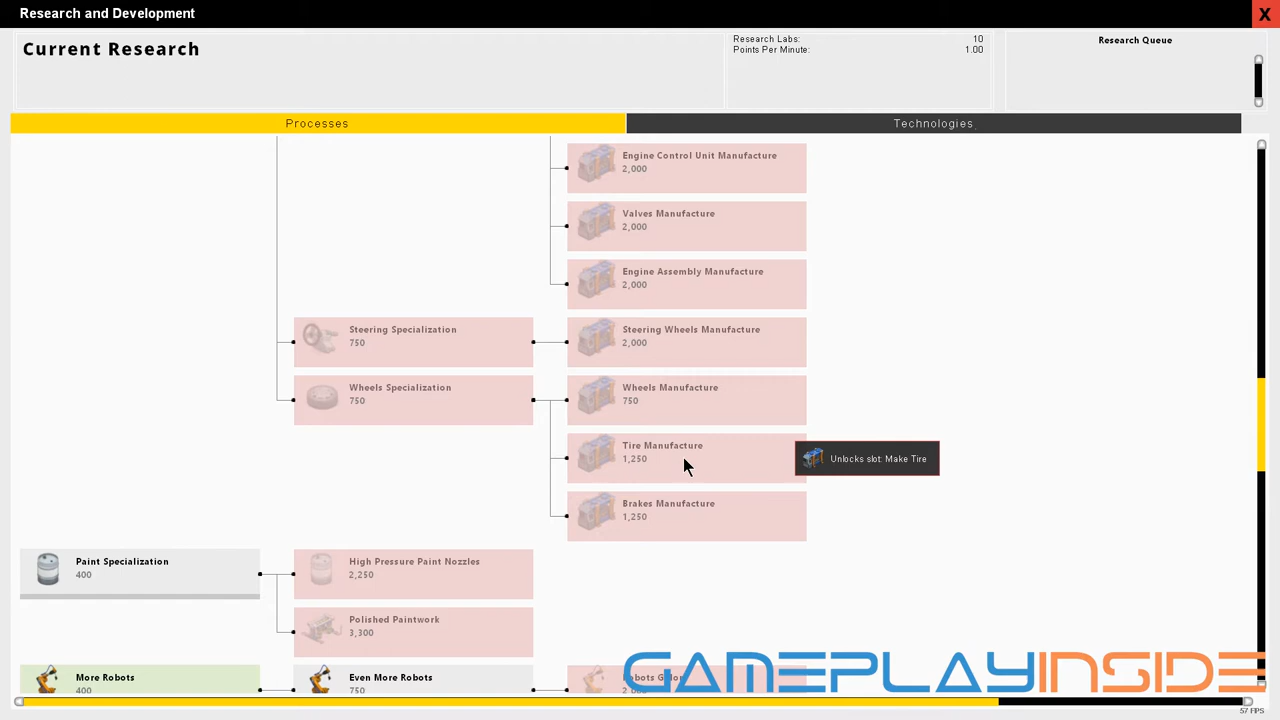 Research and Development
X
Current Research
Research Labs: 10
Points Per Minute: 1.00
Research Queue
Processes
Technologies
Engine Control Unit Manufacture
2,000
Valves Manufacture
2,000
Engine Assembly Manufacture
2,000
Steering Specialization
750
Steering Wheels Manufacture
2,000
Wheels Specialization
750
Wheels Manufacture
750
Tire Manufacture
1,250
Unlocks slot: Make Tire
Brakes Manufacture
1,250
Paint Specialization
400
High Pressure Paint Nozzles
2,250
Polished Paintwork
3,300
More Robots
400
Even More Robots
750
GAMEPLAYINSIDE
57 FPS